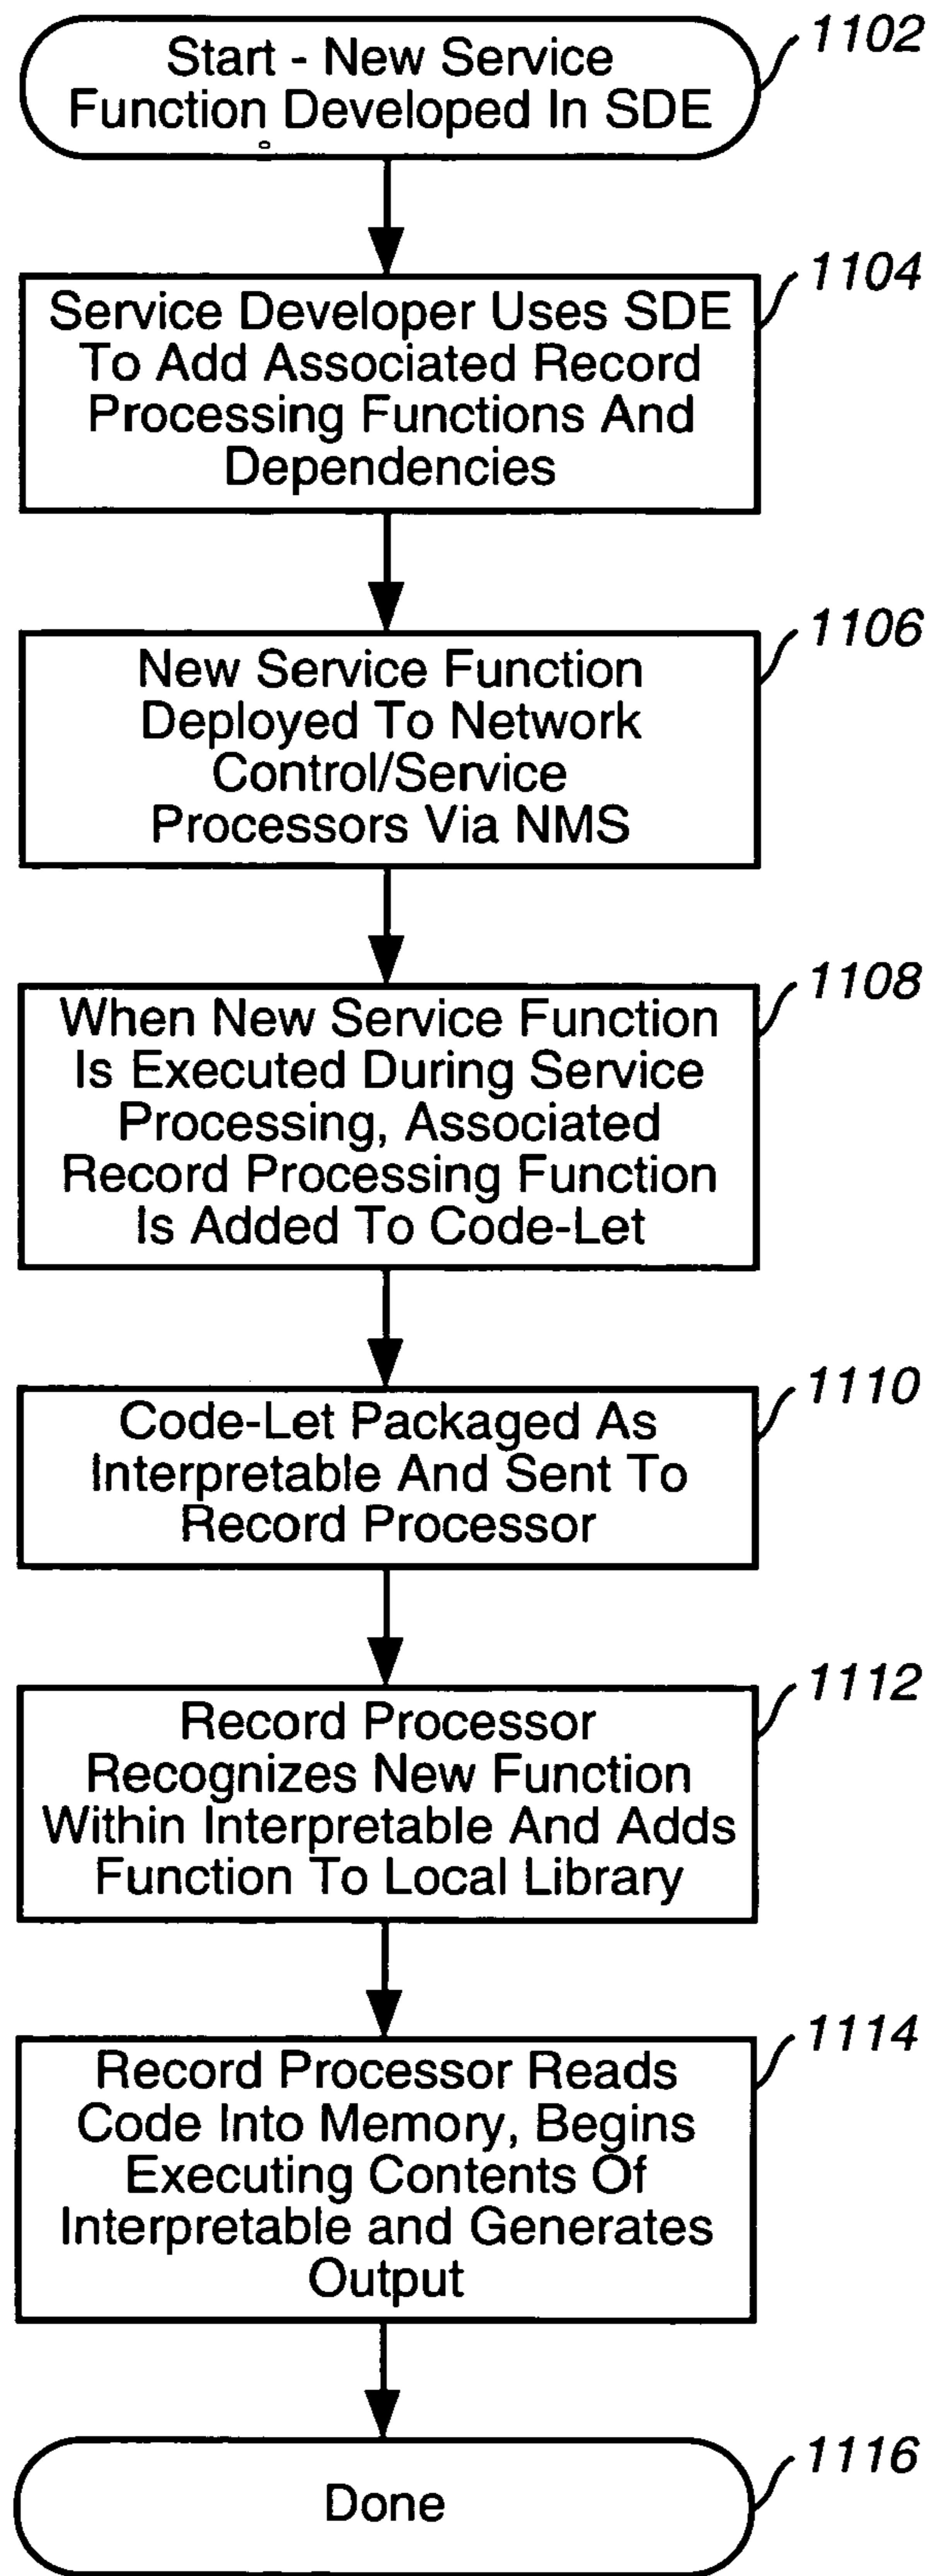 Start - New Service
Function Developed In SDE
1102
Service Developer Uses SDE
To Add Associated Record
Processing Functions And
Dependencies
1104
New Service Function
Deployed To Network
Control/Service
Processors Via NMS
1106
When New Service Function
Is Executed During Service
Processing, Associated
Record Processing Function
Is Added To Code-Let
1108
Code-Let Packaged As
Interpretable And Sent To
Record Processor
1110
Record Processor
Recognizes New Function
Within Interpretable And Adds
Function To Local Library
1112
Record Processor Reads
Code Into Memory, Begins
Executing Contents Of
Interpretable and Generates
Output
1114
Done
1116